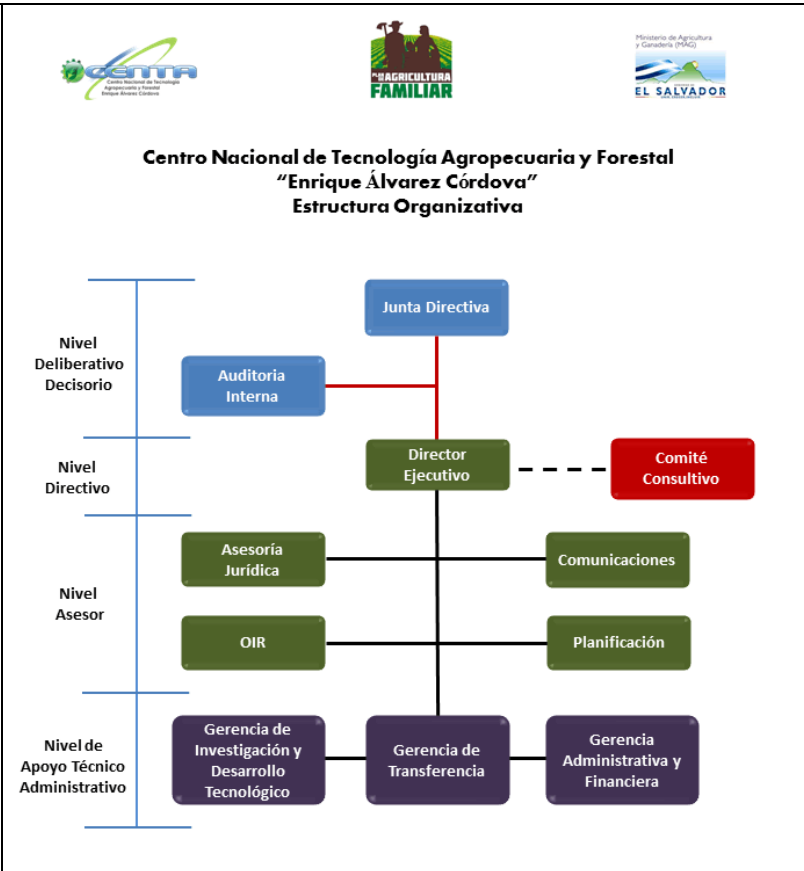 CENTA
Centro Nacional de Tecnología
Agropecuaria y Forestal
Enrique Álvarez Córdova
AGRICULTURA
FAMILIAR
Ministerio de Agricultura
y Ganadería (MAG)
EL SALVADOR
Centro Nacional de Tecnología Agropecuaria y Forestal
“Enrique Álvarez Córdova”
Estructura Organizativa
Nivel
Deliberativo
Decisorio
Junta Directiva
Auditoria
Interna
Nivel
Directivo
Director
Ejecutivo
Comité
Consultivo
Nivel
Asesor
Asesoría
Jurídica
Comunicaciones
OIR
Planificación
Nivel de
Apoyo Técnico
Administrativo
Gerencia de
Investigación y
Desarrollo
Tecnológico
Gerencia de
Transferencia
Gerencia
Administrativa y
Financiera